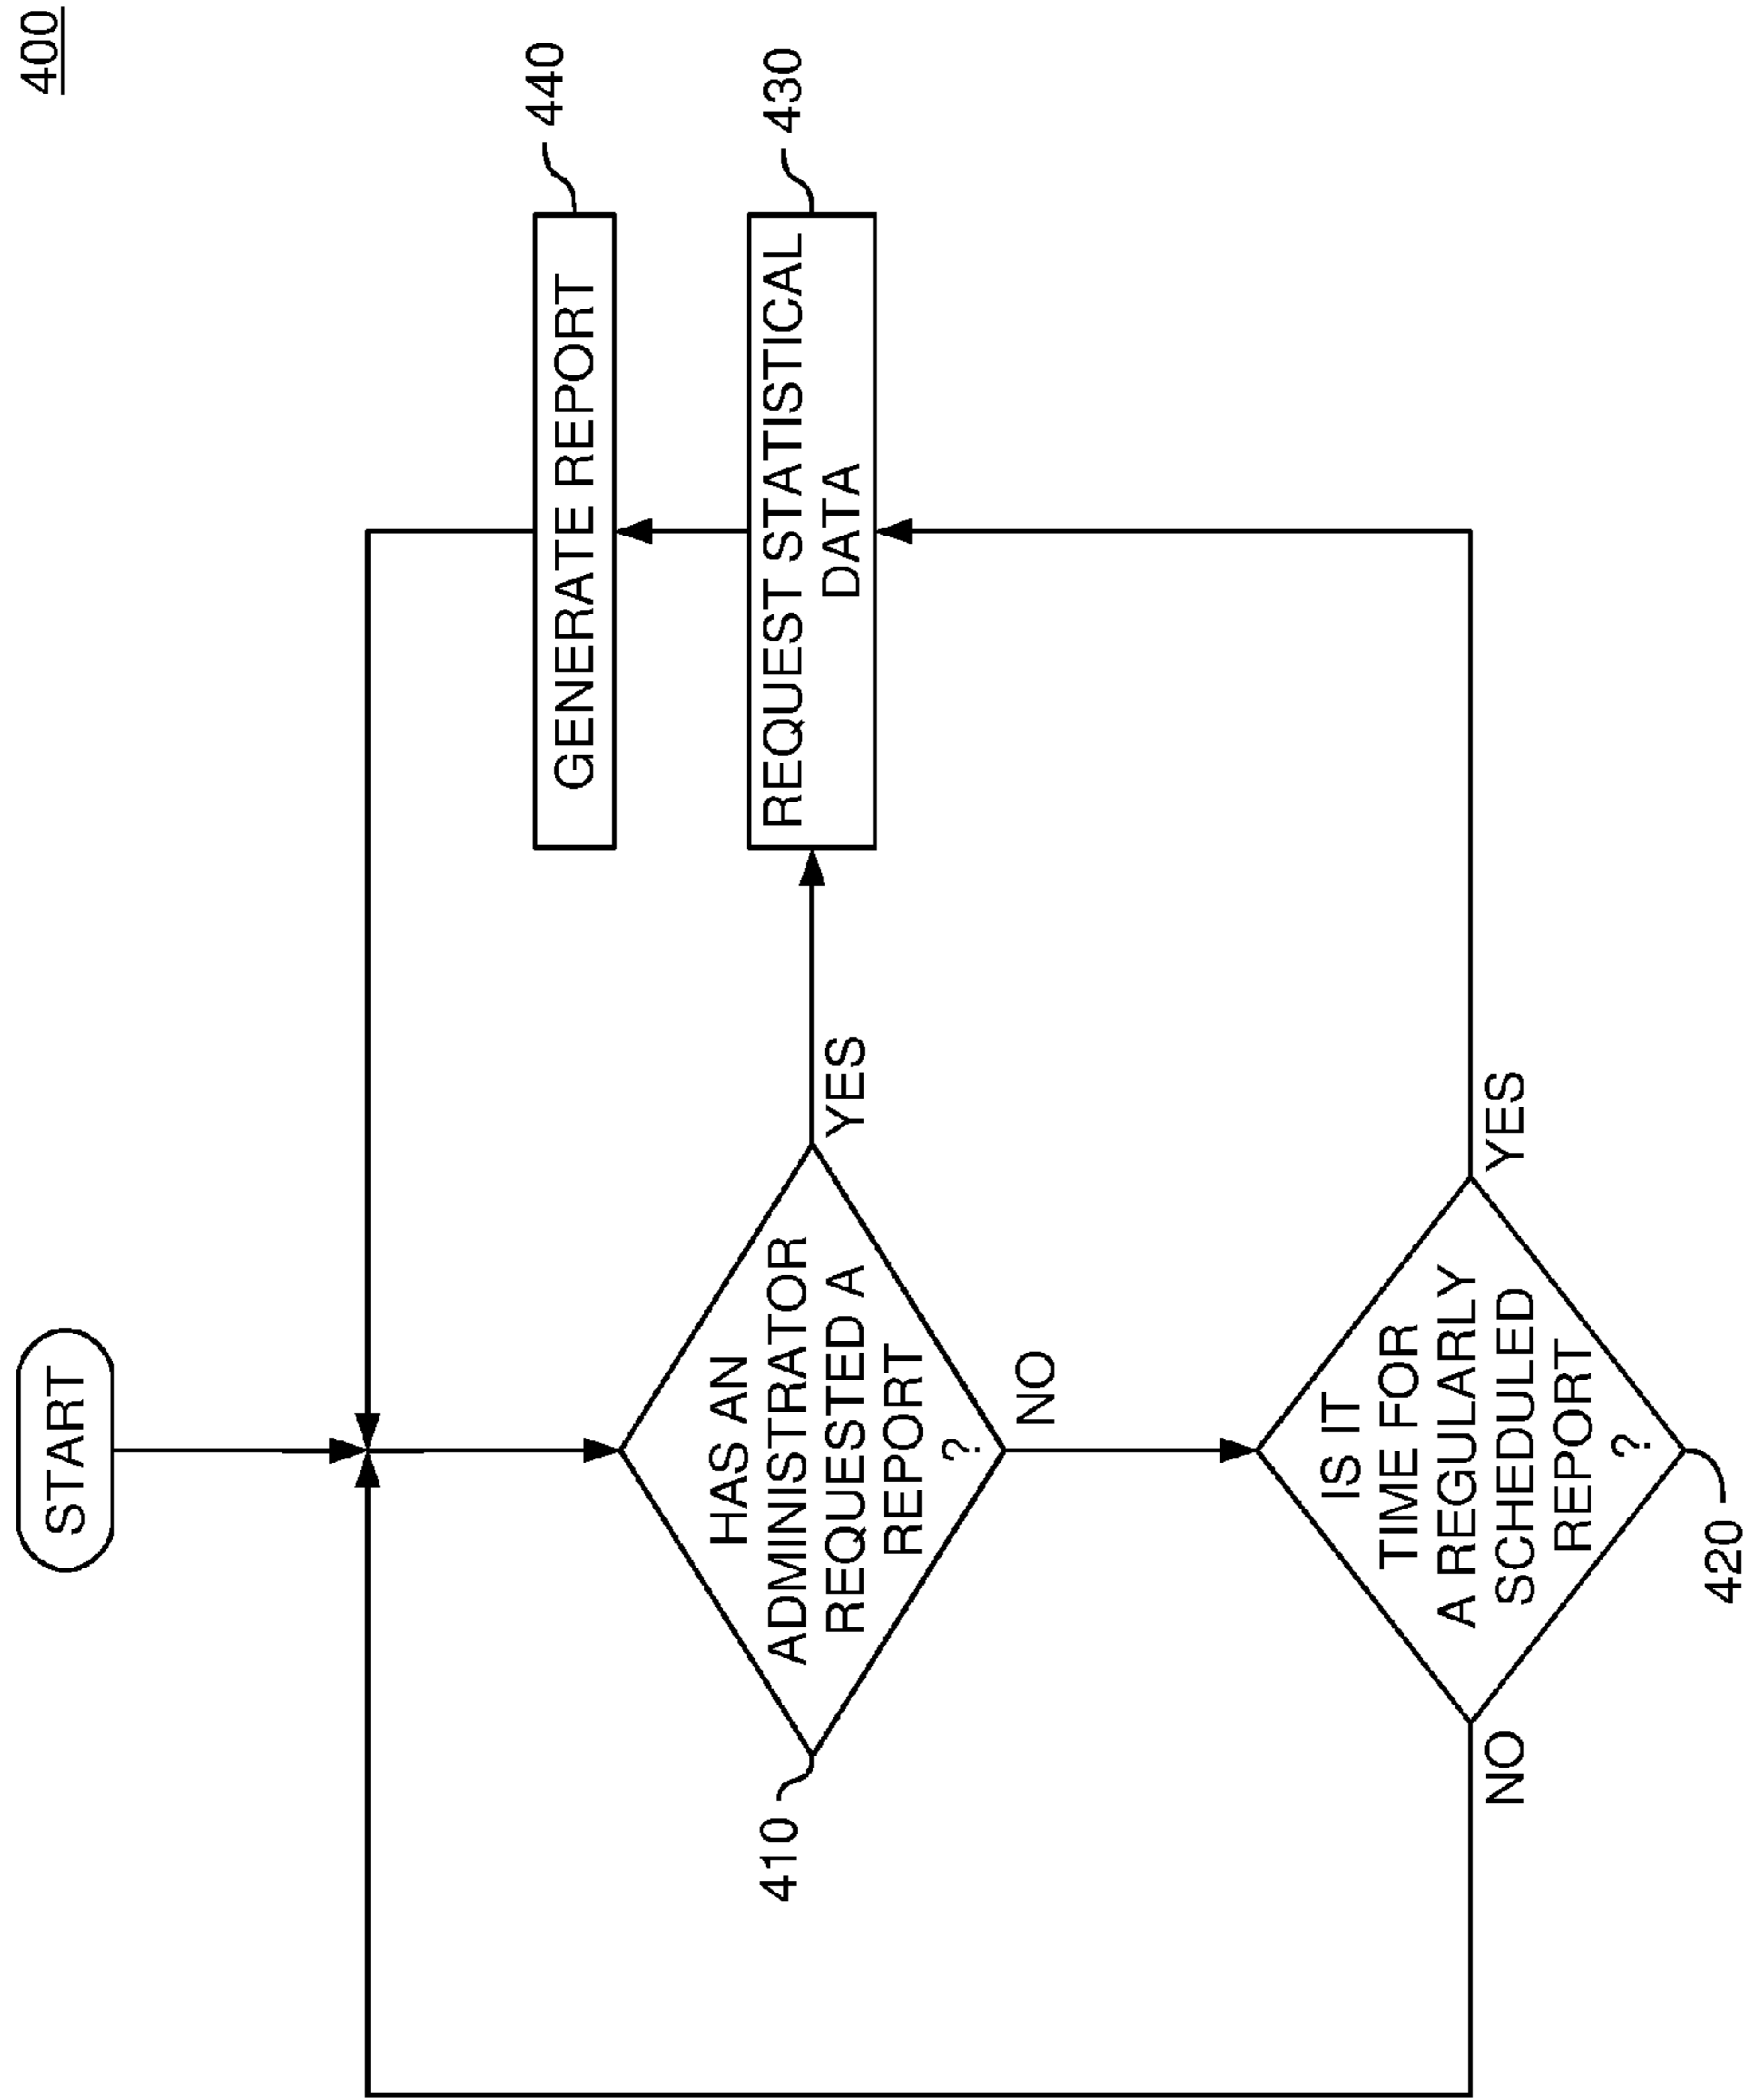 400
START
440
GENERATE REPORT
430
REQUEST STATISTICAL
DATA
410
HAS AN
ADMINISTRATOR
REQUESTED A
REPORT
?
YES
NO
IS IT
TIME FOR
A REGULARLY
SCHEDULED
REPORT
?
YES
NO
420